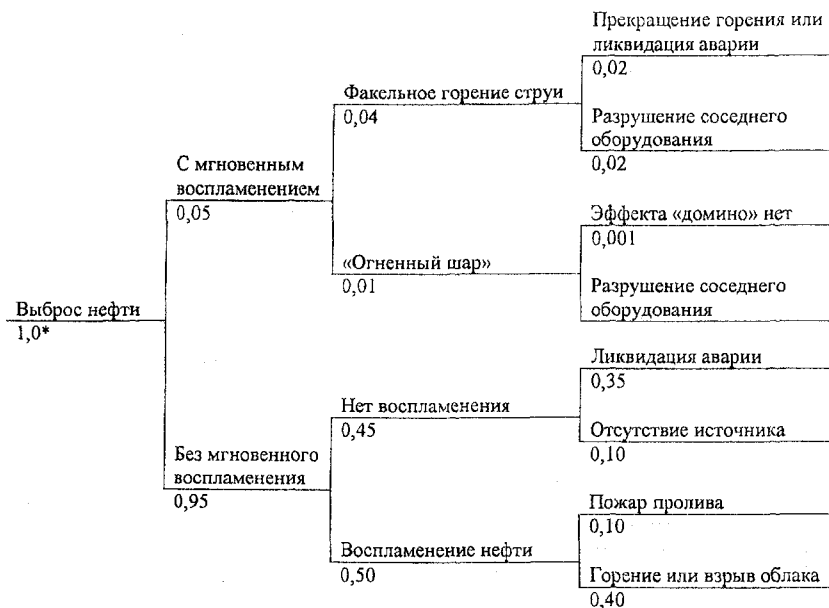 Прекращение горения или
ликвидация аварии
0,02
Факельное горение струи
0,04
Разрушение соседнего
оборудования
0,02
С мгновенным
воспламенением
0,05
Эффекта «домино» нет
0,001
«Огненный шар»
0,01
Разрушение соседнего
оборудования
Выброс нефти
1,0*
Ликвидация аварии
0,35
Нет воспламенения
0,45
Отсутствие источника
0,10
Без мгновенного
воспламенения
0,95
Пожар пролива
0,10
Воспламенение нефти
0,50
Горение или взрыв облака
0,40